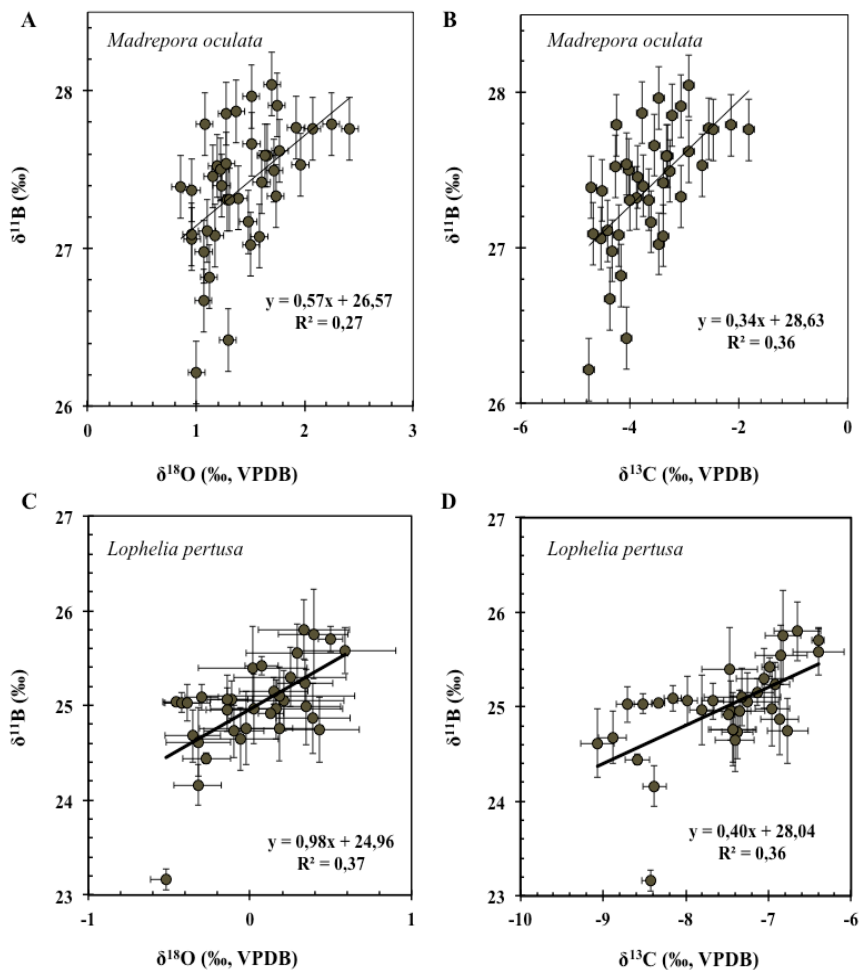 A
Madrepora oculata
28
27
26
δ¹¹B (‰)
y = 0,57x + 26,57
R² = 0,27
0
1
2
3
δ¹⁸O (‰, VPDB)
B
Madrepora oculata
28
27
26
δ¹¹B (‰)
y = 0,34x + 28,63
R² = 0,36
-6
-4
-2
0
δ¹³C (‰, VPDB)
C
Lophelia pertusa
27
26
25
24
23
δ¹¹B (‰)
y = 0,98x + 24,96
R² = 0,37
-1
0
1
δ¹⁸O (‰, VPDB)
D
Lophelia pertusa
27
26
25
24
23
δ¹¹B (‰)
y = 0,40x + 28,04
R² = 0,36
-10
-9
-8
-7
-6
δ¹³C (‰, VPDB)